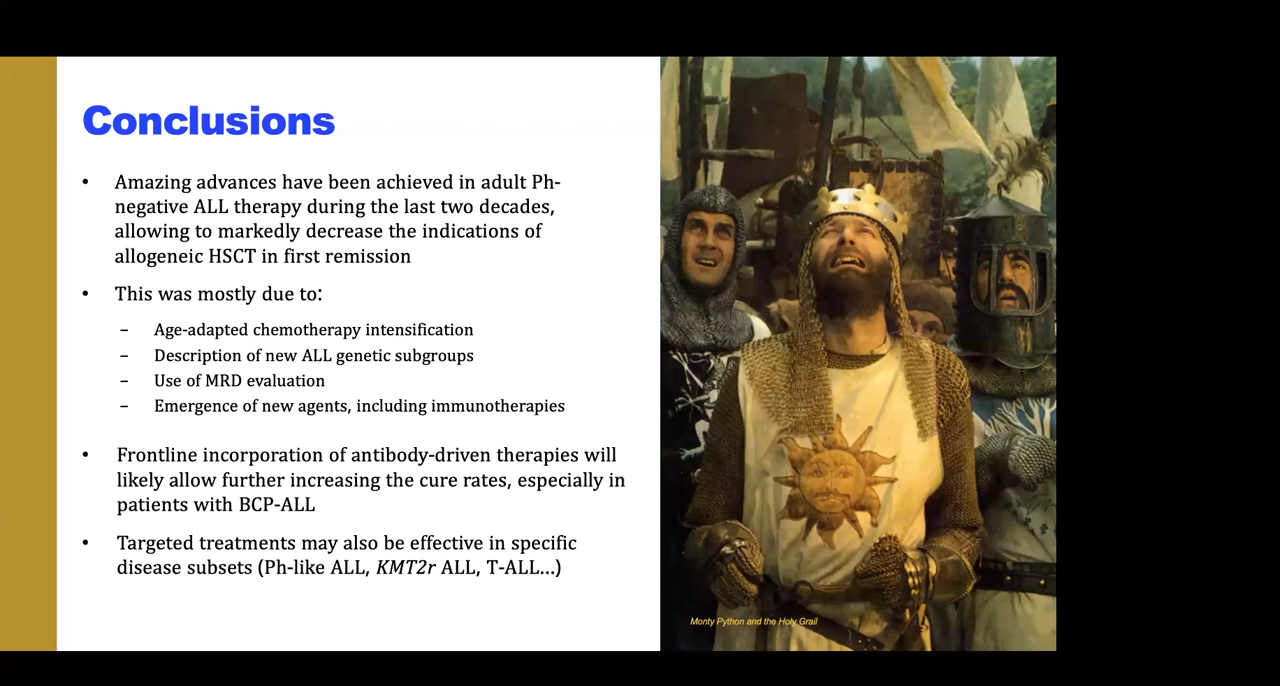 Conclusions
• Amazing advances have been achieved in adult Ph-
negative ALL therapy during the last two decades,
allowing to markedly decrease the indications of
allogeneic HSCT in first remission
• This was mostly due to:
– Age-adapted chemotherapy intensification
– Description of new ALL genetic subgroups
– Use of MRD evaluation
– Emergence of new agents, including immunotherapies
• Frontline incorporation of antibody-driven therapies will
likely allow further increasing the cure rates, especially in
patients with BCP-ALL
• Targeted treatments may also be effective in specific
disease subsets (Ph-like ALL, KMT2r ALL, T-ALL...)
Monty Python and the Holy Grail